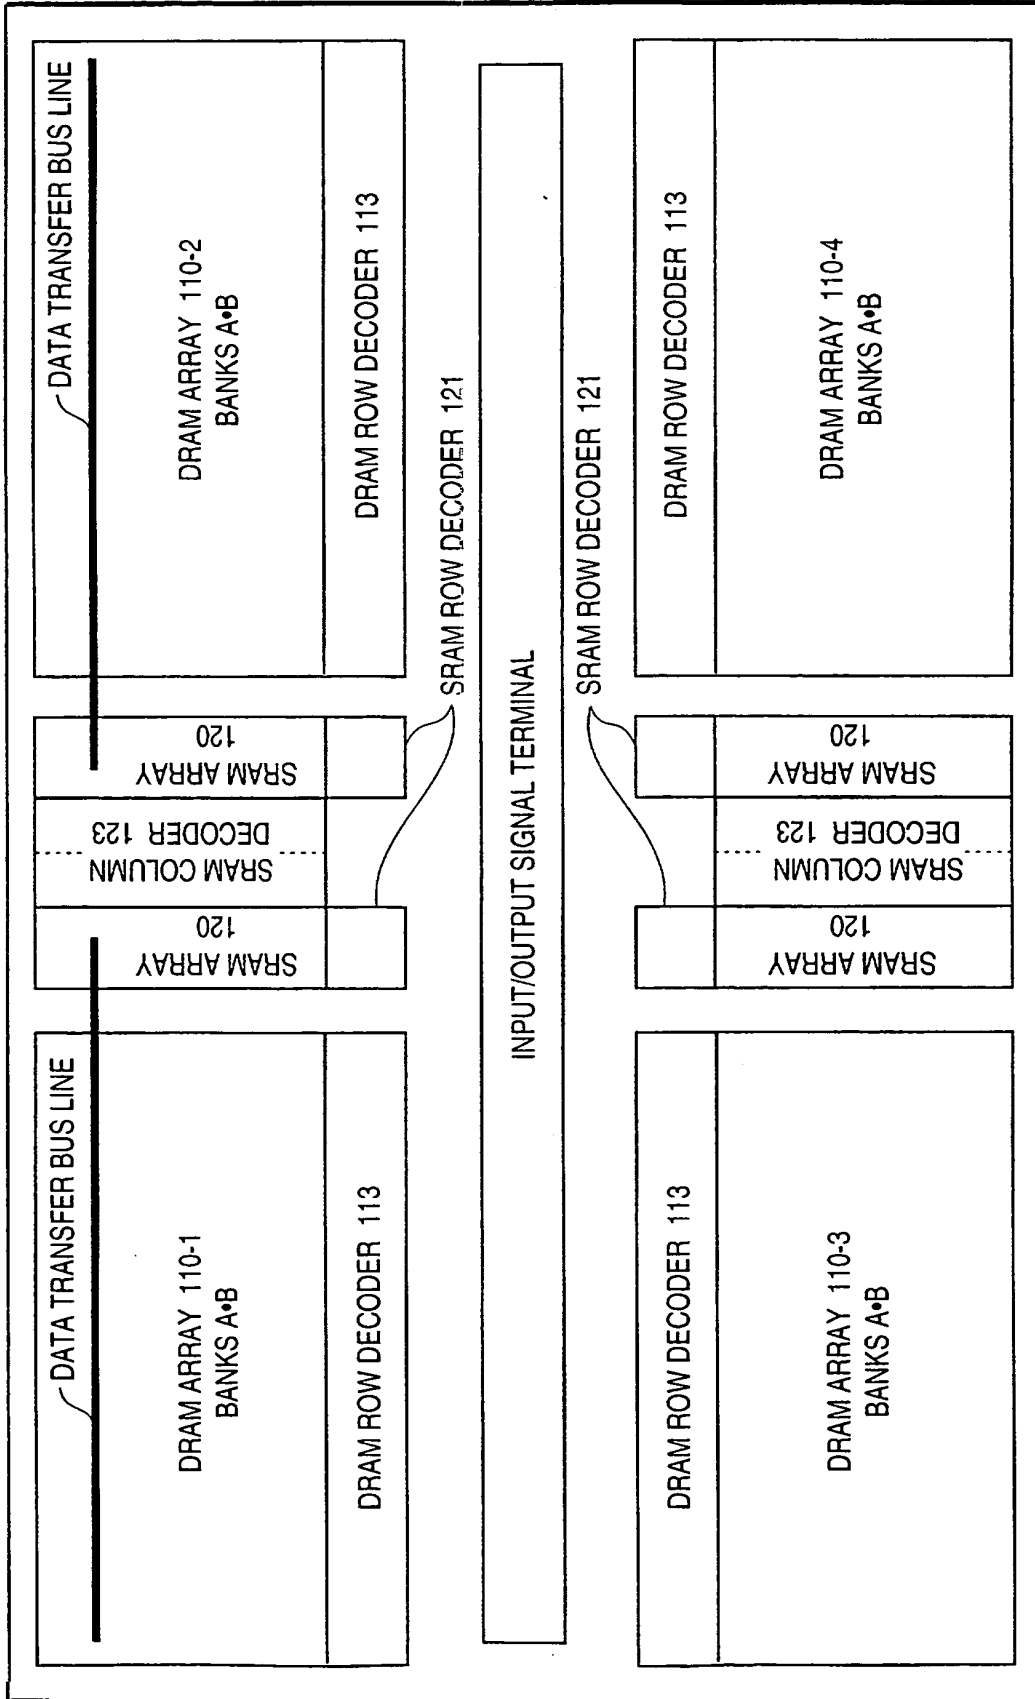 DATA TRANSFER BUS LINE
DRAM ARRAY 110-1
BANKS A•B
DRAM ROW DECODER 113
SRAM ARRAY
120
SRAM COLUMN
DECODER 123
SRAM ARRAY
120
DATA TRANSFER BUS LINE
DRAM ARRAY 110-2
BANKS A•B
DRAM ROW DECODER 113
SRAM ROW DECODER 121
INPUT/OUTPUT SIGNAL TERMINAL
SRAM ROW DECODER 121
DRAM ROW DECODER 113
DRAM ARRAY 110-3
BANKS A•B
SRAM ARRAY
120
SRAM COLUMN
DECODER 123
SRAM ARRAY
120
DRAM ROW DECODER 113
DRAM ARRAY 110-4
BANKS A•B